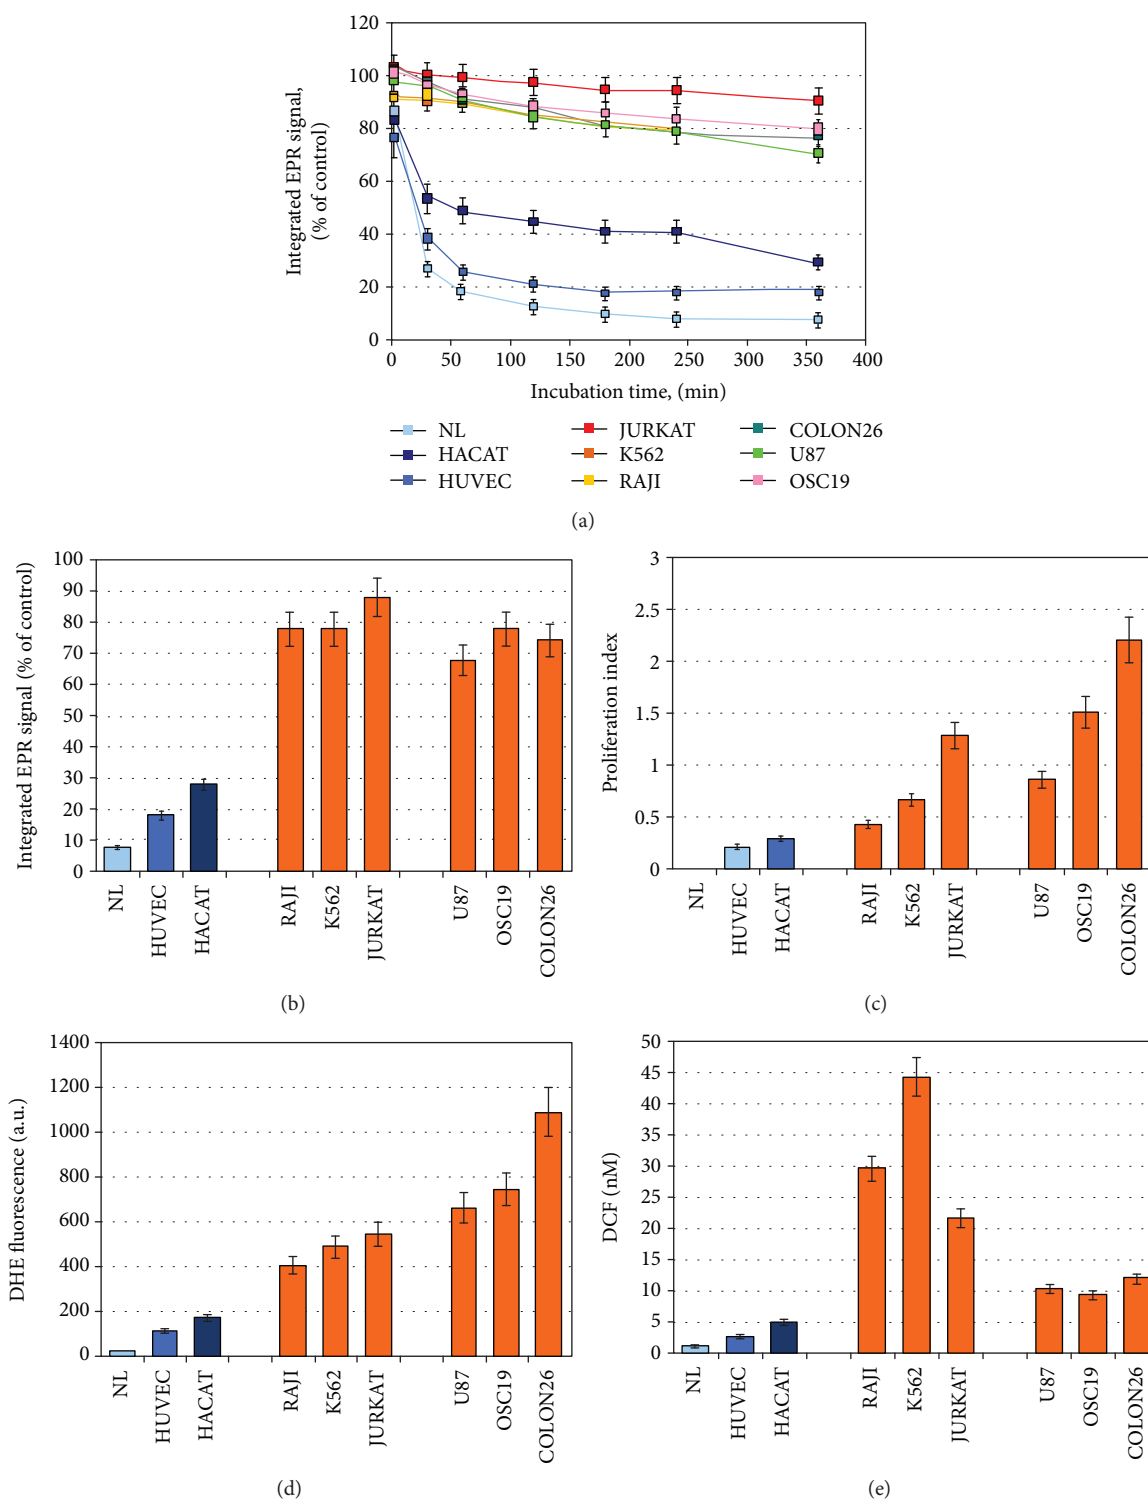 120
100
80
60
40
20
0
Integrated EPR signal,
(% of control)
0 50 100 150 200 250 300 350 400
Incubation time, (min)
NL JURKAT COLON26
HACAT K562 U87
HUVEC RAJI OSC19
(a)
100
90
80
70
60
50
40
30
20
10
0
Integrated EPR signal (% of control)
NL HUVEC HACAT RAJI K562 JURKAT U87 OSC19 COLON26
(b)
3
2.5
2
1.5
1
0.5
0
Proliferation index
NL HUVEC HACAT RAJI K562 JURKAT U87 OSC19 COLON26
(c)
1400
1200
1000
800
600
400
200
0
DHE fluorescence (a.u.)
NL HUVEC HACAT RAJI K562 JURKAT U87 OSC19 COLON26
(d)
50
45
40
35
30
25
20
15
10
5
0
DCF (nM)
NL HUVEC HACAT RAJI K562 JURKAT U87 OSC19 COLON26
(e)